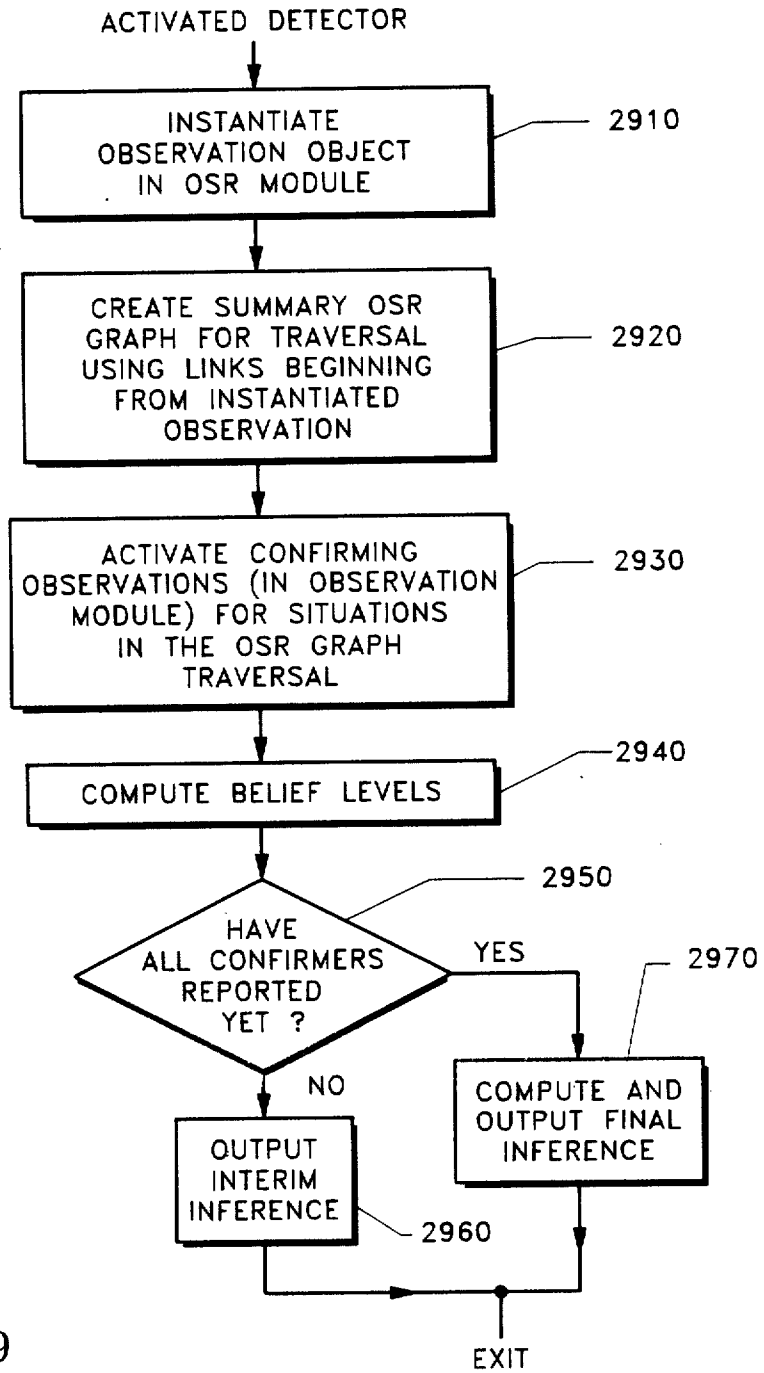 ACTIVATED DETECTOR
INSTANTIATE
OBSERVATION OBJECT
IN OSR MODULE
2910
CREATE SUMMARY OSR
GRAPH FOR TRAVERSAL
USING LINKS BEGINNING
FROM INSTANTIATED
OBSERVATION
2920
ACTIVATE CONFIRMING
OBSERVATIONS (IN OBSERVATION
MODULE) FOR SITUATIONS
IN THE OSR GRAPH
TRAVERSAL
2930
COMPUTE BELIEF LEVELS
2940
HAVE
ALL CONFIRMERS
REPORTED
YET ?
2950
YES
NO
2970
COMPUTE AND
OUTPUT FINAL
INFERENCE
OUTPUT
INTERIM
INFERENCE
2960
EXIT
9